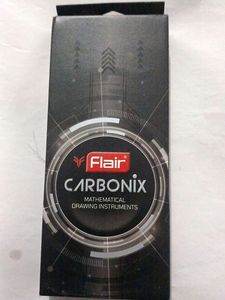 Flair
CARBONIX
MATHEMATICAL
DRAWING INSTRUMENTS